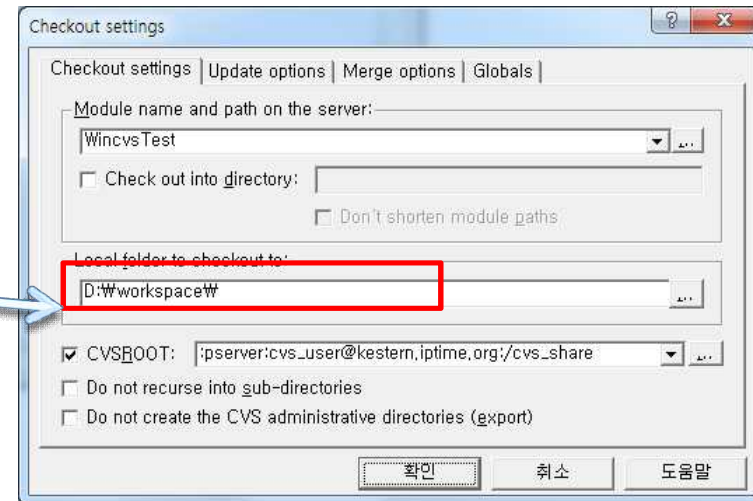 Checkout settings
Checkout settings Update options Merge options Globals
Module name and path on the server:
WincvsTest
Check out into directory:
Don't shorten module paths
Local folder to checkout to:
D:₩workspace₩
CVSROOT: :pserver:cvs_user@kestern.iptime.org:/cvs_share
Do not recurse into sub-directories
Do not create the CVS administrative directories (export)
확인 취소 도움말